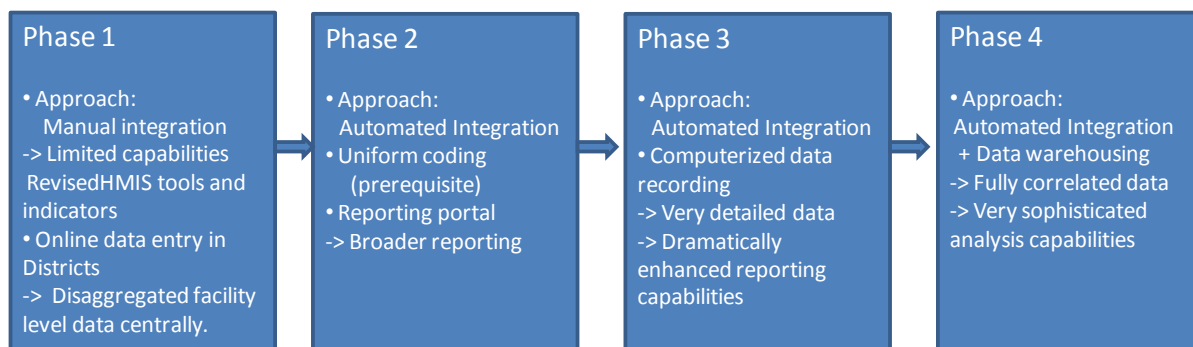 Phase 1
• Approach:
Manual integration
-> Limited capabilities
RevisedHMIS tools and
indicators
• Online data entry in
Districts
-> Disaggregated facility
level data centrally.
Phase 2
• Approach:
Automated Integration
• Uniform coding
(prerequisite)
• Reporting portal
-> Broader reporting
Phase 3
• Approach:
Automated Integration
• Computerized data
recording
-> Very detailed data
-> Dramatically
enhanced reporting
capabilities
Phase 4
• Approach:
Automated Integration
+ Data warehousing
-> Fully correlated data
-> Very sophisticated
analysis capabilities